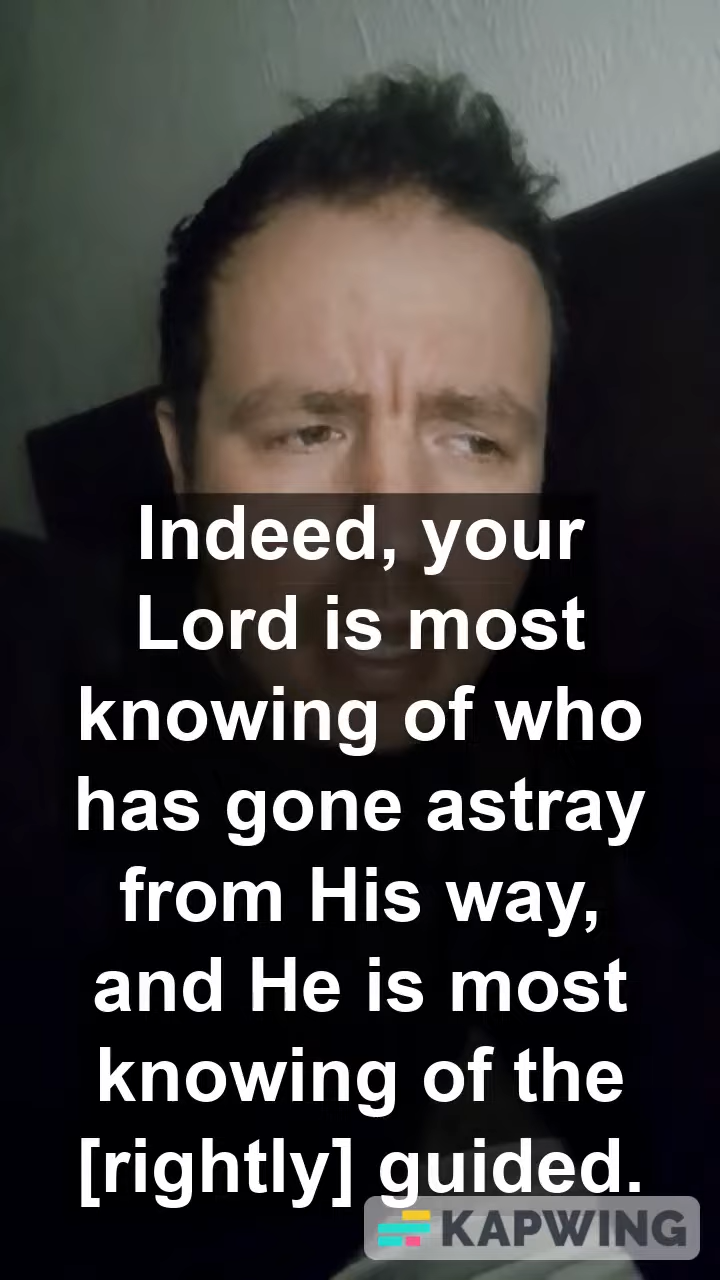 Indeed, your
Lord is most
knowing of who
has gone astray
from His way,
and He is most
knowing of the
[rightly] guided.
KAPWING